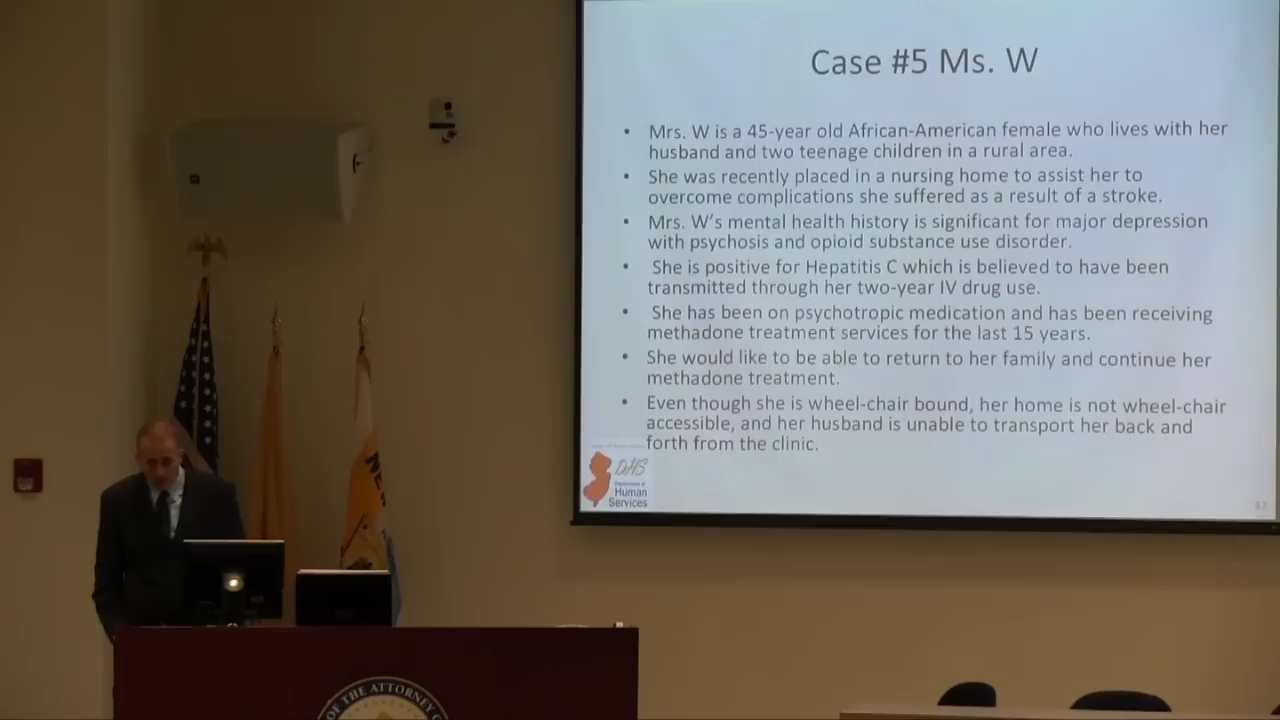 Case #5 Ms. W
• Mrs. W is a 45-year old African-American female who lives with her
husband and two teenage children in a rural area.
• She was recently placed in a nursing home to assist her to
overcome complications she suffered as a result of a stroke.
• Mrs. W's mental health history is significant for major depression
with psychosis and opioid substance use disorder.
• She is positive for Hepatitis C which is believed to have been
transmitted through her two-year IV drug use.
• She has been on psychotropic medication and has been receiving
methadone treatment services for the last 15 years.
• She would like to be able to return to her family and continue her
methadone treatment.
• Even though she is wheel-chair bound, her home is not wheel-chair
accessible, and her husband is unable to transport her back and
forth from the clinic.
DHS
Department of
Human
Services
OF THE ATTORNEY